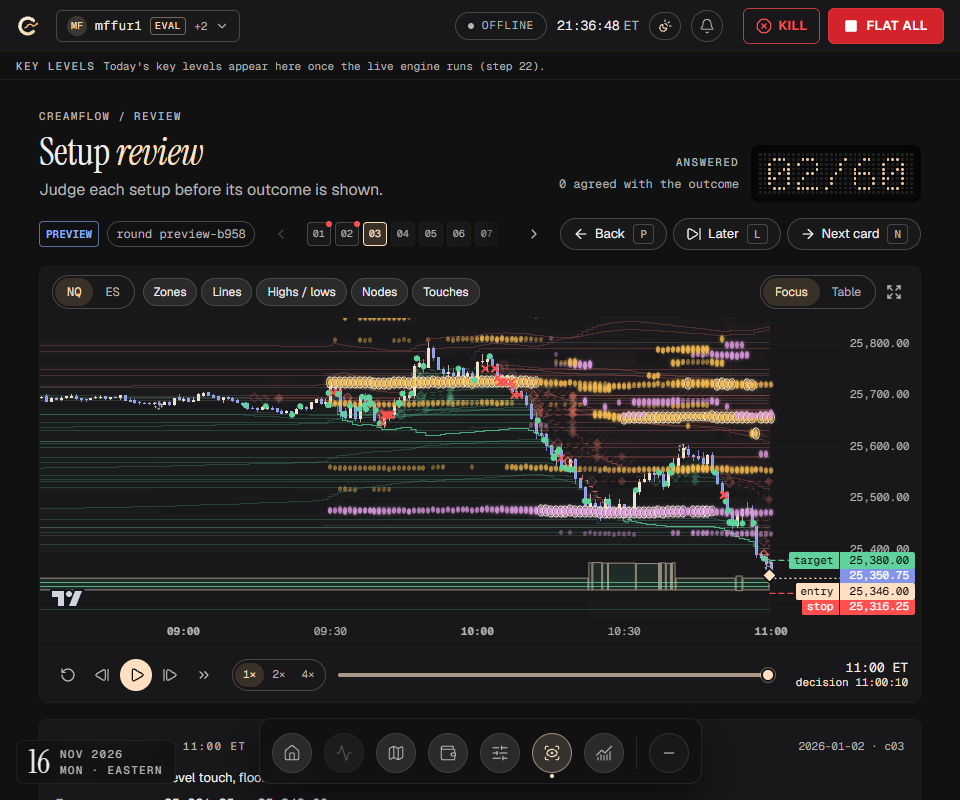 MF mffur1 EVAL +2
OFFLINE
21:36:48 ET
KILL
FLAT ALL
KEY LEVELS Today's key levels appear here once the live engine runs (step 22).
CREAMFLOW / REVIEW
Setup review
Judge each setup before its outcome is shown.
ANSWERED
0 agreed with the outcome
02/60
PREVIEW
round preview-b958
01 02 03 04 05 06 07
Back P
Later L
Next card N
NQ ES
Zones
Lines
Highs / lows
Nodes
Touches
Focus
Table
25,800.00
25,700.00
25,600.00
25,500.00
25,400.00
target 25,380.00
25,350.75
entry 25,346.00
stop 25,316.25
09:00 09:30 10:00 10:30 11:00
1× 2× 4×
11:00 ET
decision 11:00:10
11:00 ET
2026-01-02 · c03
16 NOV 2026
MON · EASTERN
evel touch, floo